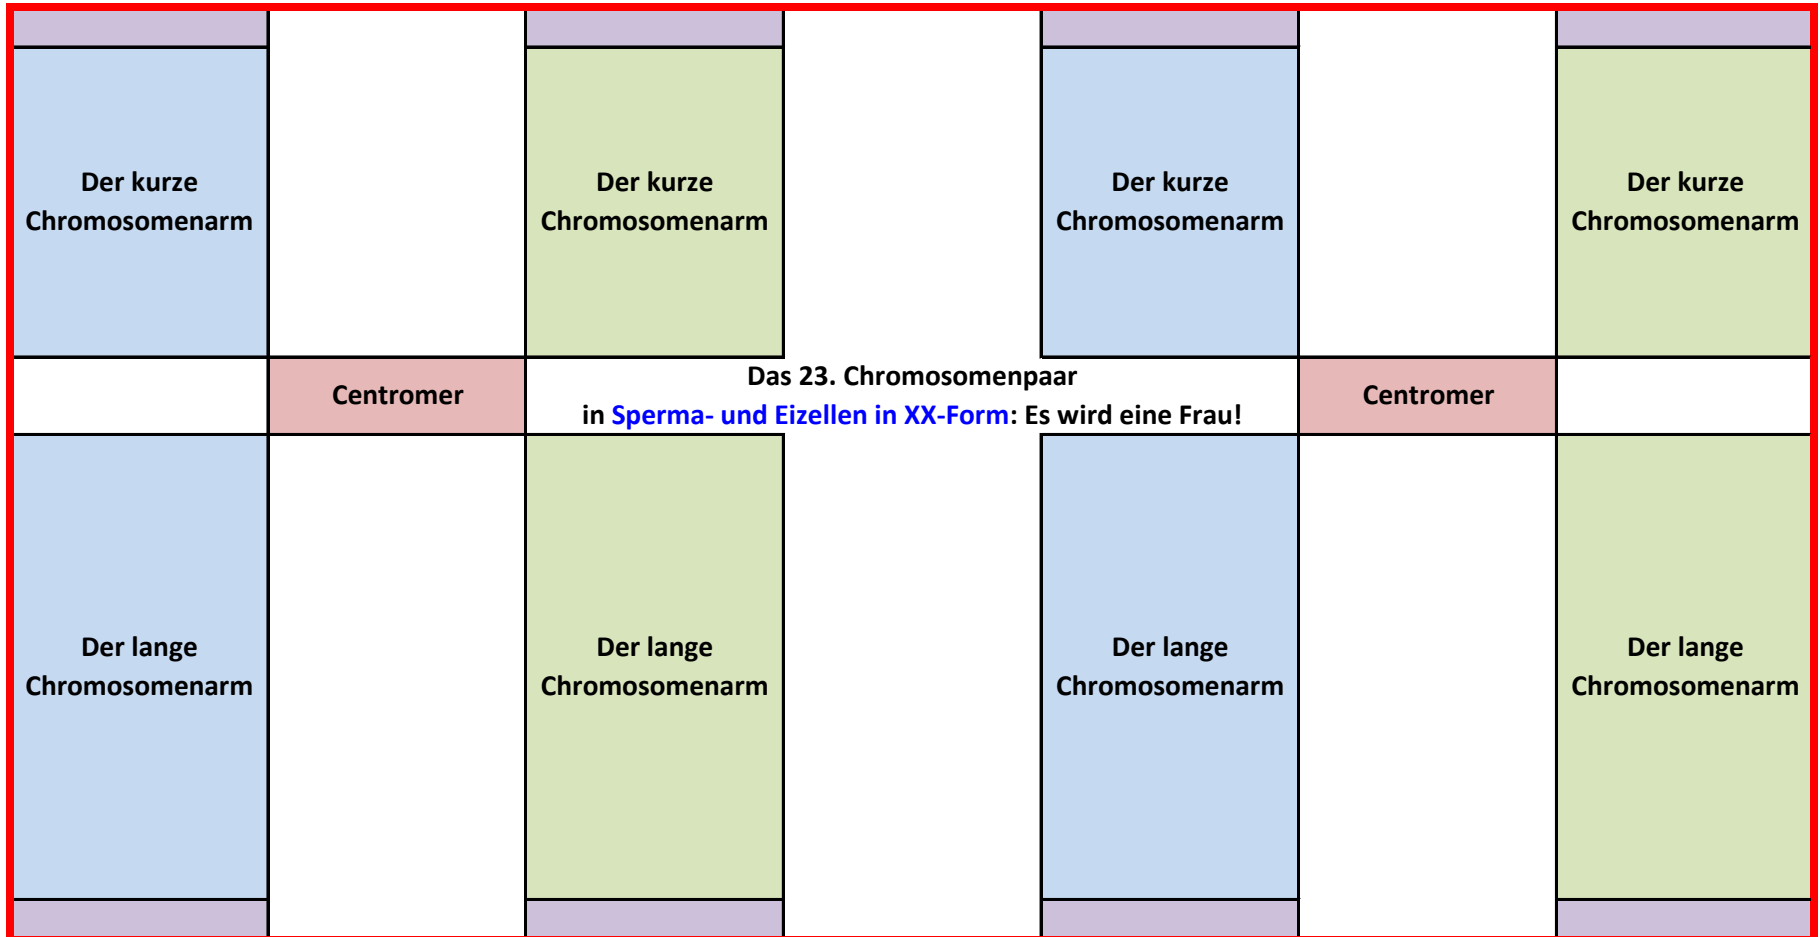 Der kurze
Chromosomenarm
Der kurze
Chromosomenarm
Der kurze
Chromosomenarm
Der kurze
Chromosomenarm
Centromer
Das 23. Chromosomenpaar
in Sperma- und Eizellen in XX-Form: Es wird eine Frau!
Centromer
Der lange
Chromosomenarm
Der lange
Chromosomenarm
Der lange
Chromosomenarm
Der lange
Chromosomenarm